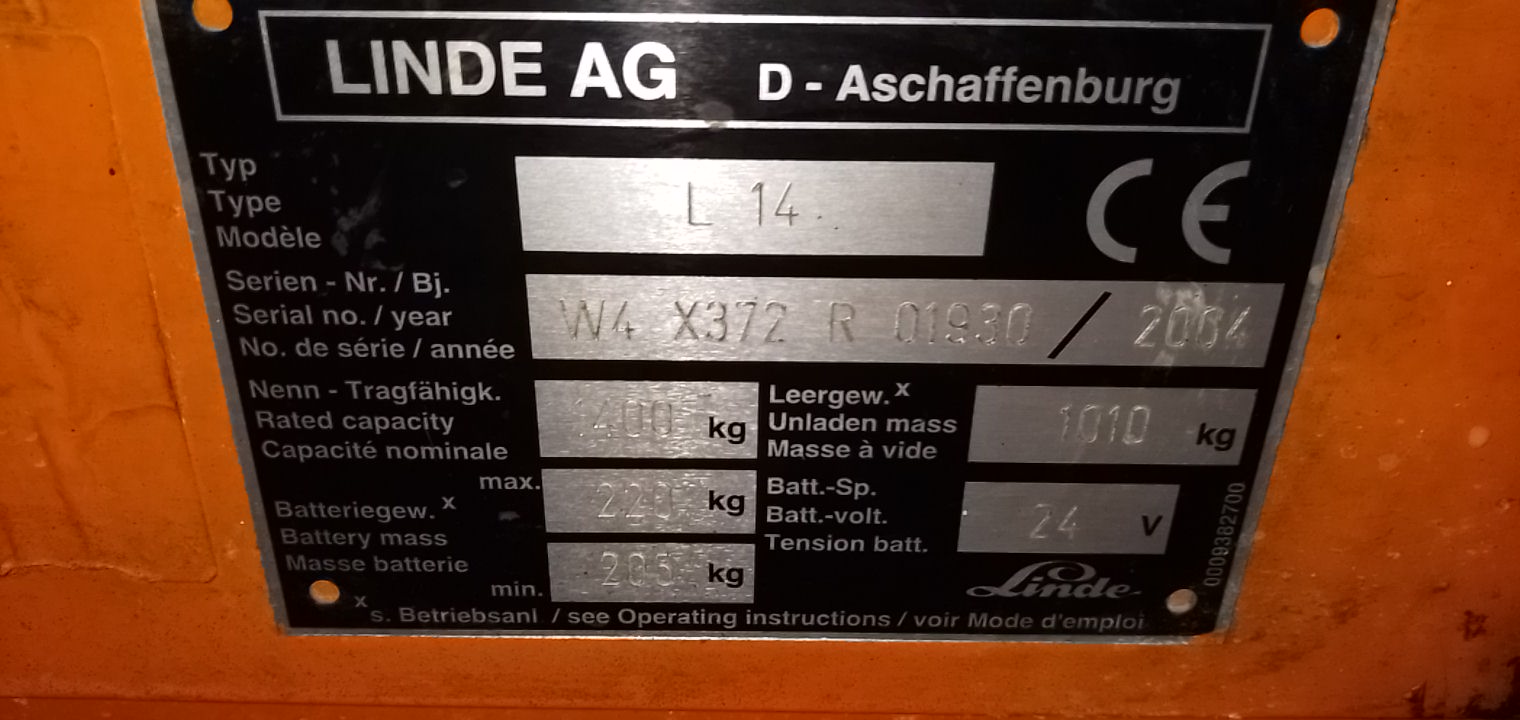 LINDE AG D - Aschaffenburg
Typ
Type
Modèle
L 14
CE
Serien - Nr. / Bj.
Serial no. / year
No. de série / année
W4 X372 R 01930 / 2004
Nenn - Tragfähigk.
Rated capacity
Capacité nominale
1400 kg
Leergew. x
Unladen mass
Masse à vide
1010 kg
Batteriegew. x
Battery mass
Masse batterie
max. 220 kg
min. 205 kg
Batt.-Sp.
Batt.-volt.
Tension batt.
24 V
Linde
0009382700
x s. Betriebsanl / see Operating instructions / voir Mode d'emploi